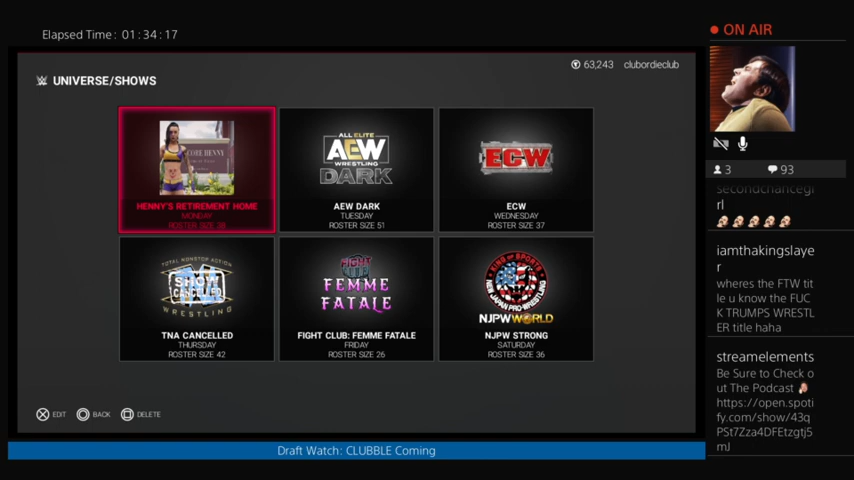 Elapsed Time : 01:34:17
ON AIR
63,243 clubordieclub
UNIVERSE/SHOWS
HENNY'S RETIREMENT HOME
MONDAY
ROSTER SIZE 38
ALL ELITE
AEW
WRESTLING
DARK
AEW DARK
TUESDAY
ROSTER SIZE 51
ECW
ECW
WEDNESDAY
ROSTER SIZE 37
TOTAL NONSTOP ACTION
SHOW
CANCELLED
WRESTLING
TNA CANCELLED
THURSDAY
ROSTER SIZE 42
FIGHT
FEMME
FATALE
FIGHT CLUB: FEMME FATALE
FRIDAY
ROSTER SIZE 26
KING OF SPORTS
NEW JAPAN PRO-WRESTLING
NJPW WORLD
NJPW STRONG
SATURDAY
ROSTER SIZE 36
EDIT BACK DELETE
Draft Watch: CLUBBLE Coming
3 93
secondchancegi
rl
iamthakingslaye
r
wheres the FTW tit
le u know the FUC
K TRUMPS WRESTL
ER title haha
streamelements
Be Sure to Check o
ut The Podcast
https://open.spoti
fy.com/show/43q
PSt7Zza4DFEtzgtj5
mJ